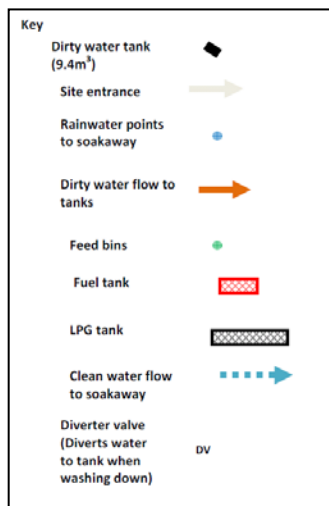 Key
Dirty water tank
(9.4m³)
Site entrance
Rainwater points
to soakaway
Dirty water flow to
tanks
Feed bins
Fuel tank
LPG tank
Clean water flow
to soakaway
Diverter valve
(Diverts water
to tank when
washing down)
DV